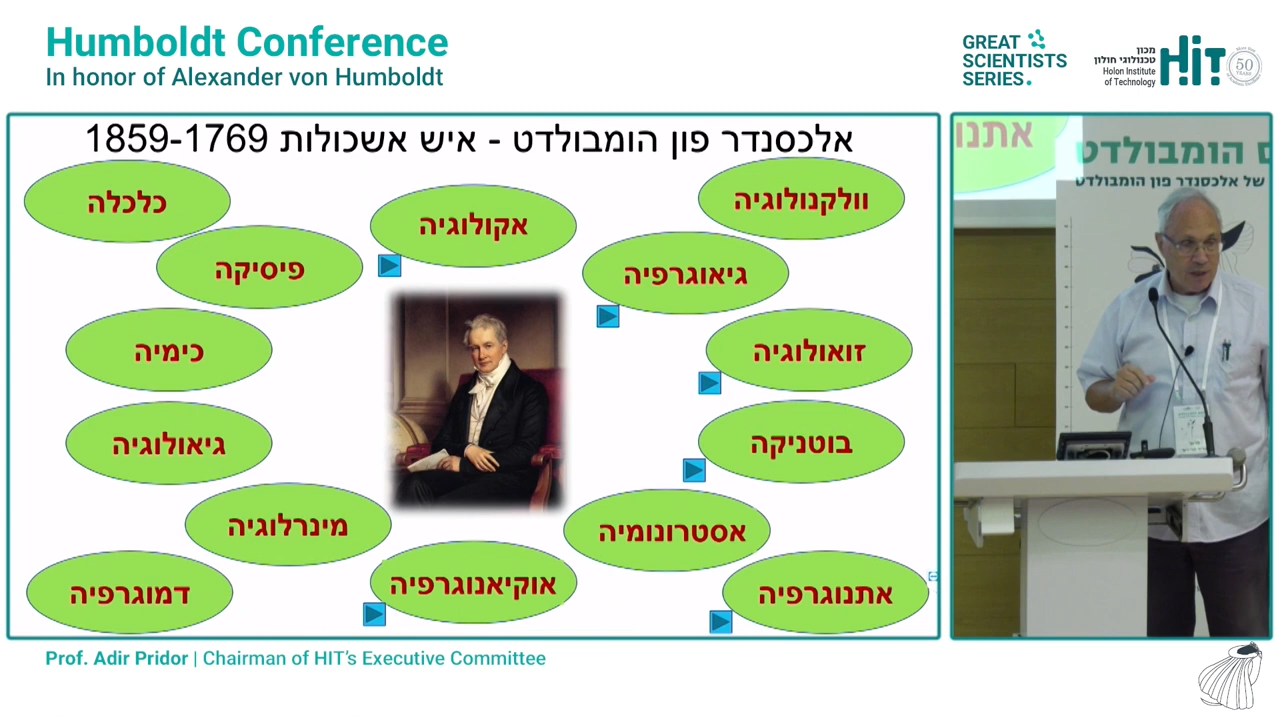 Humboldt Conference
In honor of Alexander von Humboldt
GREAT
SCIENTISTS
SERIES.
מכון
טכנולוגי חולון
Holon Institute
of Technology
HiT
50
YEARS
אלכסנדר פון הומבולדט - איש אשכולות 1859-1769
כלכלה
אקולוגיה
וולקנולוגיה
פיסיקה
גיאוגרפיה
כימיה
זואולוגיה
גיאולוגיה
בוטניקה
מינרלוגיה
אסטרונומיה
דמוגרפיה
אוקיאנוגרפיה
אתנוגרפיה
אתנו
הומבולדט
של אלכסנדר פון הומבולדט
Prof. Adir Pridor | Chairman of HIT's Executive Committee